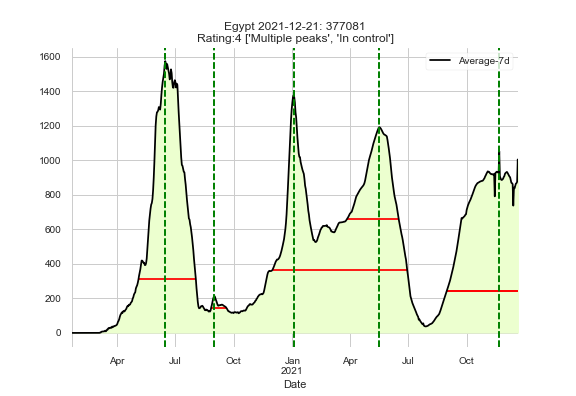 Egypt 2021-12-21: 377081
Rating:4 ['Multiple peaks', 'In control']
Average-7d
1600
1400
1200
1000
800
600
400
200
0
Apr Jul Oct Jan Apr Jul Oct
2021
Date